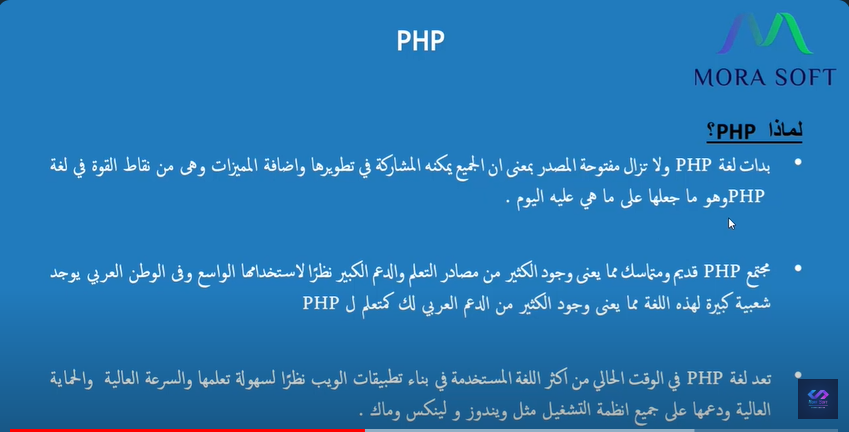 PHP
MORA SOFT
لماذا PHP؟
بدات لغة PHP ولا تزال مفتوحة المصدر بمعنى ان الجميع يمكنه المشاركة في تطويرها واضافة المميزات وهى من نقاط القوة في لغة
PHPوهو ما جعلها على ما هي عليه اليوم .
مجتمع PHP قديم ومتماسك مما يعنى وجود الكثير من مصادر التعلم والدعم الكبير نظرًا لاستخدامها الواسع وفى الوطن العربي يوجد
شعبية كبيرة لهذه اللغة مما يعنى وجود الكثير من الدعم العربي لك كمتعلم ل PHP
تعد لغة PHP في الوقت الحالي من اكثر اللغة المستخدمة في بناء تطبيقات الويب نظرًا لسهولة تعلمها والسرعة العالية والحماية
العالية ودعمها على جميع انظمة التشغيل مثل ويندوز و لينكس وماك .